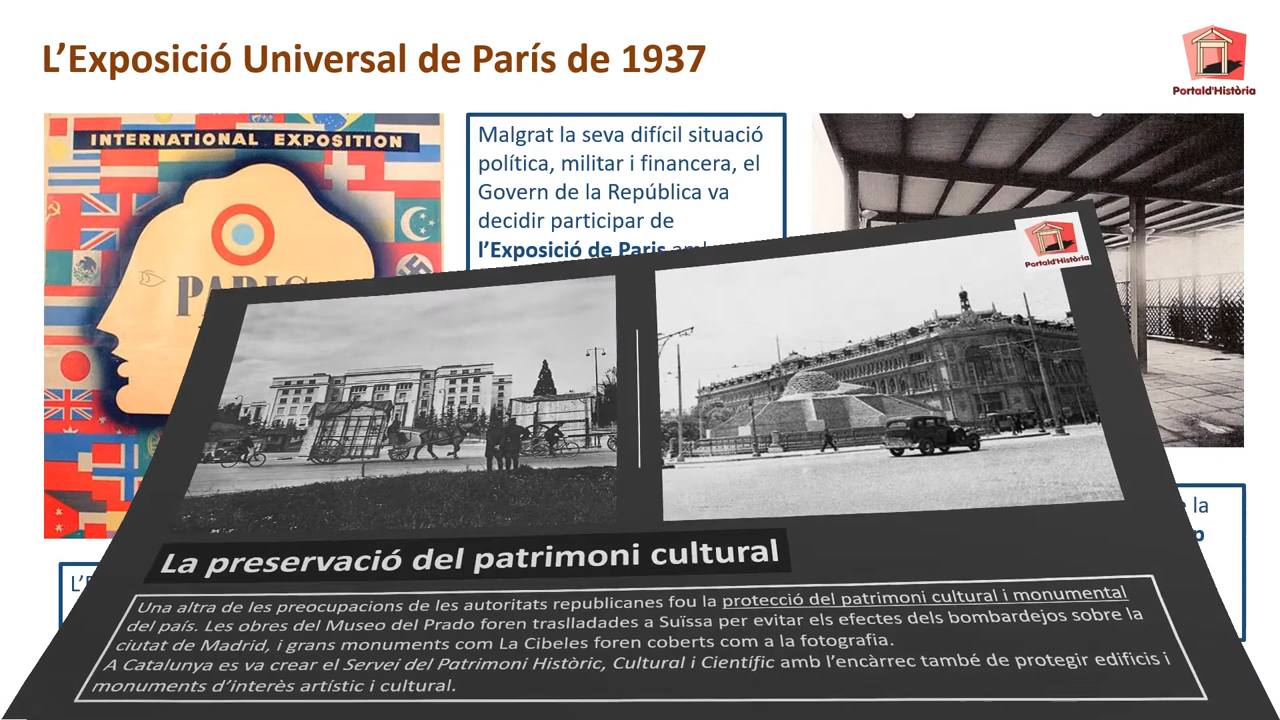 L’Exposició Universal de París de 1937
Portald'Història
INTERNATIONAL EXPOSITION
PARIS
Malgrat la seva difícil situació
política, militar i financera, el
Govern de la República va
decidir participar de
l’Exposició de Paris
la
Portald'Història
La preservació del patrimoni cultural
Una altra de les preocupacions de les autoritats republicanes fou la protecció del patrimoni cultural i monumental
del país. Les obres del Museo del Prado foren traslladades a Suïssa per evitar els efectes dels bombardejos sobre la
ciutat de Madrid, i grans monuments com La Cibeles foren coberts com a la fotografia.
A Catalunya es va crear el Servei del Patrimoni Històric, Cultural i Científic amb l’encàrrec també de protegir edificis i
monuments d’interès artístic i cultural.